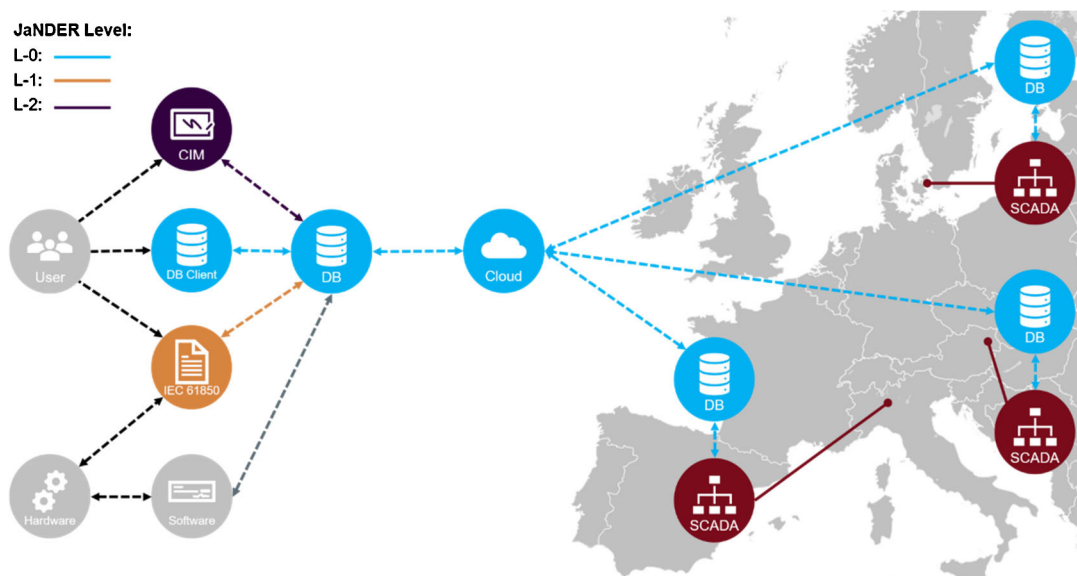 JaNDER Level:
L-0:
L-1:
L-2:
CIM
User
DB Client
DB
Cloud
IEC 61850
Hardware
Software
DB
SCADA
DB
SCADA
DB
SCADA